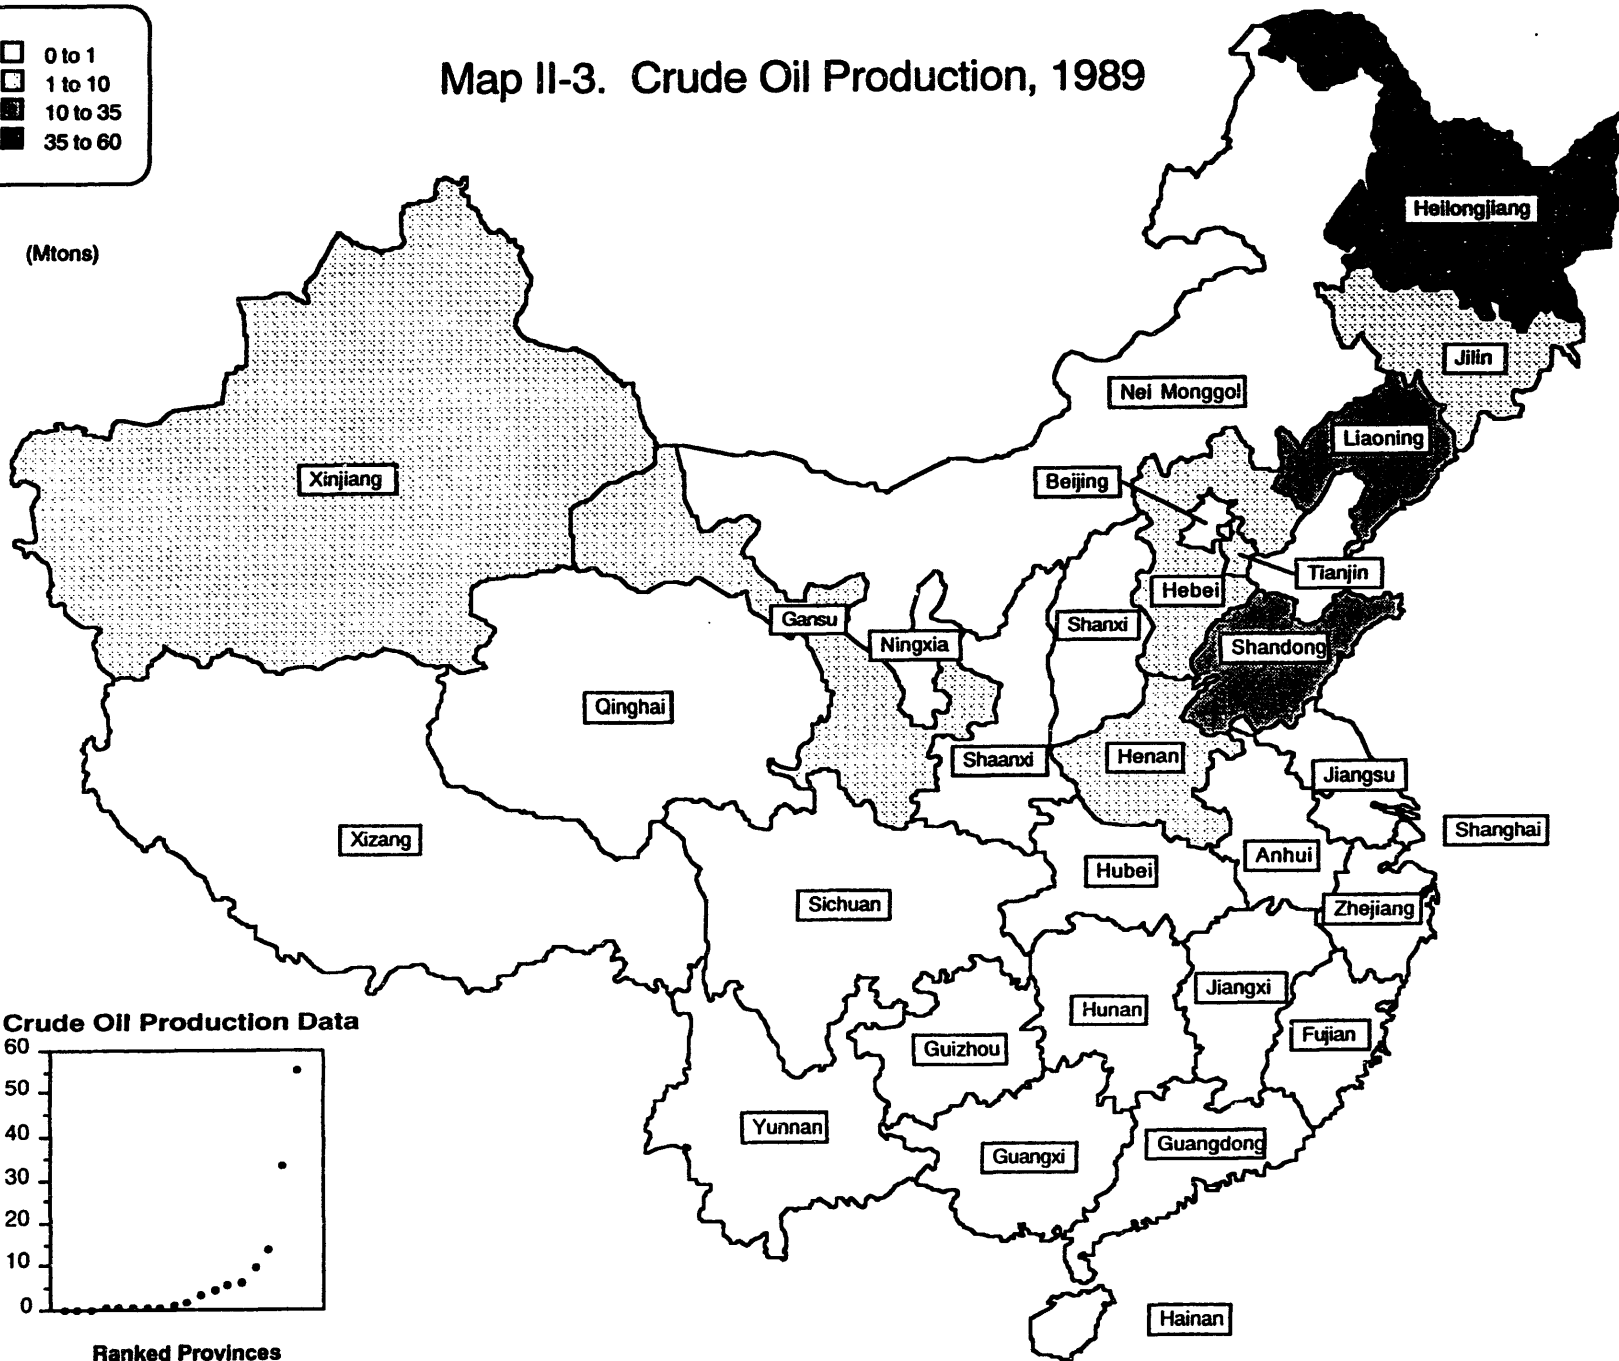 0 to 1
1 to 10
10 to 35
35 to 60
(Mtons)
Map II-3. Crude Oil Production, 1989
Heilongjiang
Jilin
Nei Monggol
Liaoning
Xinjiang
Beijing
Tianjin
Hebei
Gansu
Shanxi
Ningxia
Shandong
Qinghai
Shaanxi
Henan
Jiangsu
Xizang
Shanghai
Anhui
Hubei
Sichuan
Zhejiang
Jiangxi
Hunan
Fujian
Guizhou
Yunnan
Guangxi
Guangdong
Hainan
Crude Oil Production Data
60
50
40
30
20
10
0
Ranked Provinces